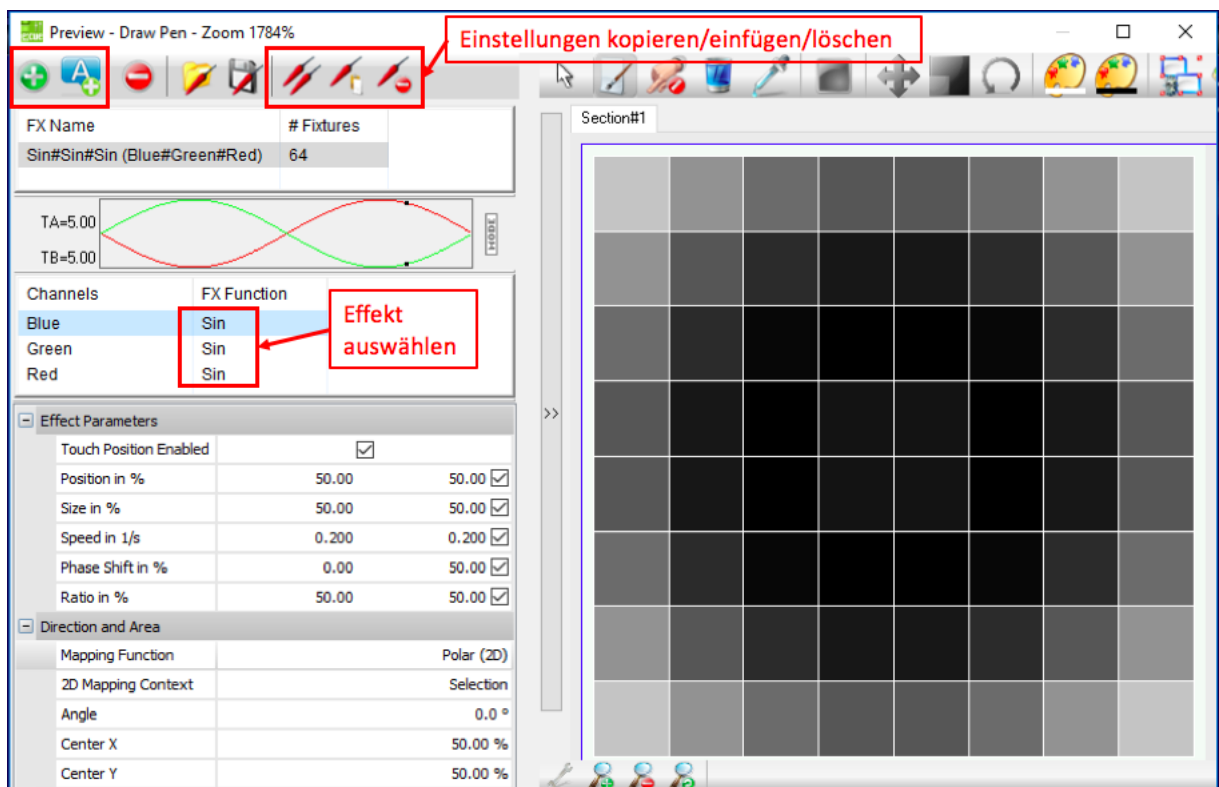 Preview - Draw Pen - Zoom 1784%
Einstellungen kopieren/einfügen/löschen
A
Section#1
FX Name # Fixtures
Sin#Sin#Sin (Blue#Green#Red) 64
TA=5.00
TB=5.00
MODE
Channels FX Function
Blue Sin
Green Sin
Red Sin
Effekt
auswählen
>>
Effect Parameters
Touch Position Enabled
Position in % 50.00 50.00
Size in % 50.00 50.00
Speed in 1/s 0.200 0.200
Phase Shift in % 0.00 50.00
Ratio in % 50.00 50.00
Direction and Area
Mapping Function Polar (2D)
2D Mapping Context Selection
Angle 0.0 °
Center X 50.00 %
Center Y 50.00 %